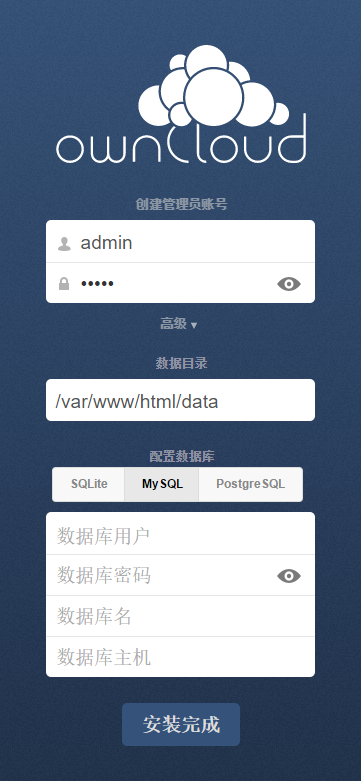 ownCloud
创建管理员账号
admin
•••••
高级 ▼
数据目录
/var/www/html/data
配置数据库
SQLite MySQL PostgreSQL
数据库用户
数据库密码
数据库名
数据库主机
安装完成